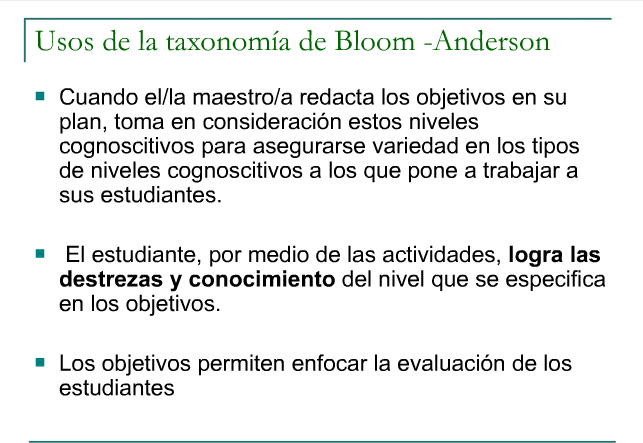 Usos de la taxonomía de Bloom -Anderson
Cuando el/la maestro/a redacta los objetivos en su
plan, toma en consideración estos niveles
cognoscitivos para asegurarse variedad en los tipos
de niveles cognoscitivos a los que pone a trabajar a
sus estudiantes.
El estudiante, por medio de las actividades, logra las
destrezas y conocimiento del nivel que se especifica
en los objetivos.
Los objetivos permiten enfocar la evaluación de los
estudiantes